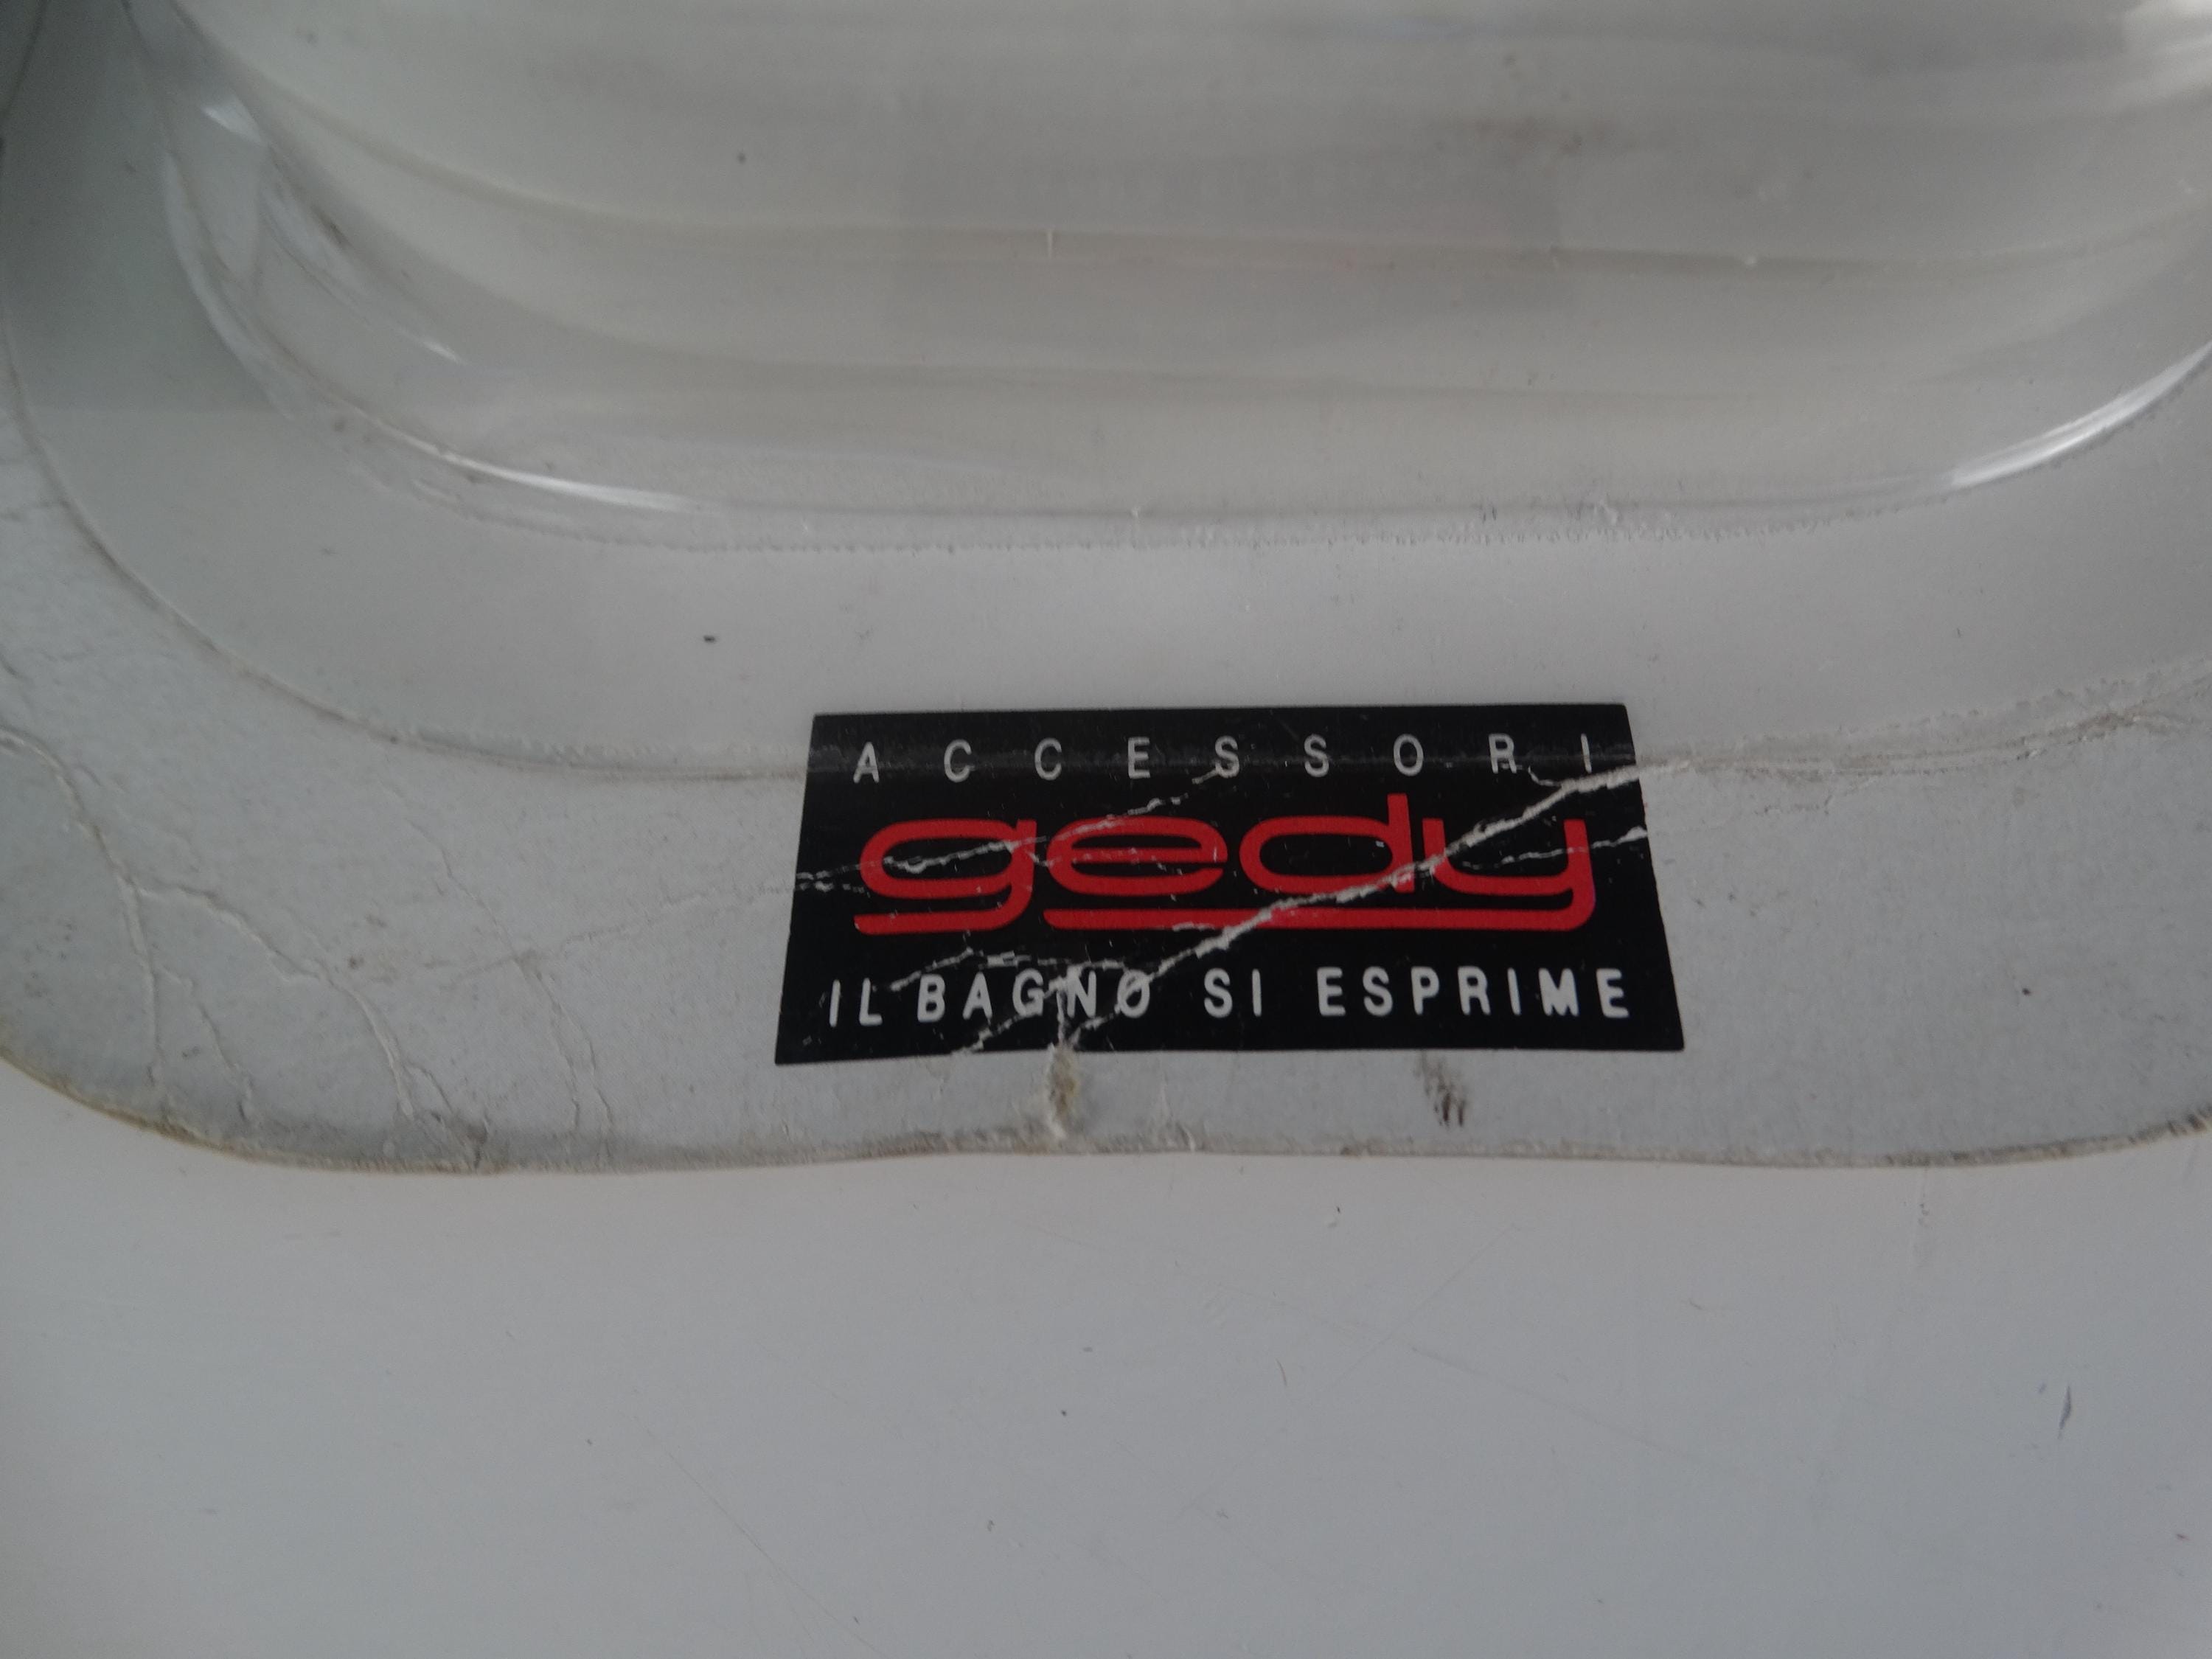 ACCESSORI
gedy
IL BAGNO SI ESPRIME